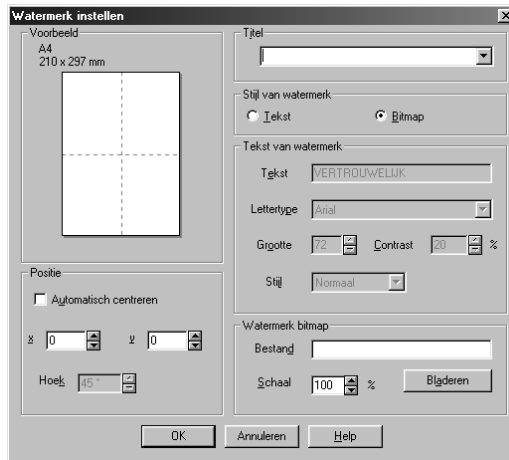 Watermerk instellen
Voorbeeld
A4
210 x 297 mm
Titel
Stijl van watermerk
Tekst
Bitmap
Tekst van watermerk
Tekst VERTROUWELIJK
Lettertype Arial
Grootte 72 Contrast 20 %
Stijl Normaal
Positie
Automatisch centreren
x 0 y 0
Hoek 45 °
Watermerk bitmap
Bestand
Schaal 100 % Bladeren
OK Annuleren Help